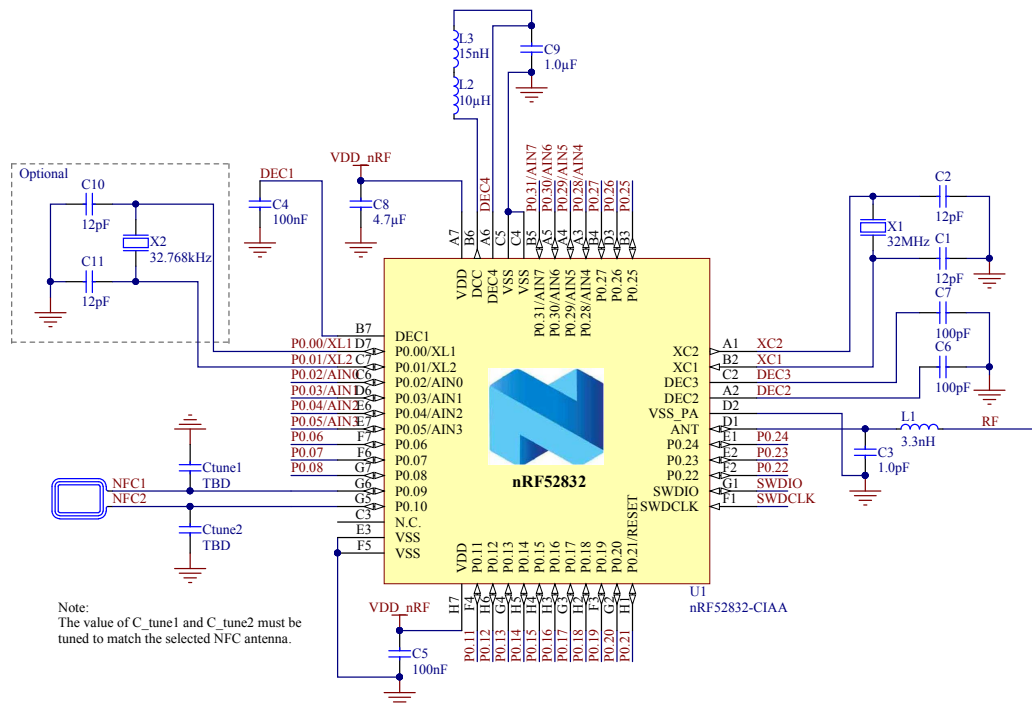 L3
15nH
L2
10µH
C9
1.0µF
DEC4
Optional
C10
12pF
X2
32.768kHz
C11
12pF
DEC1
C4
100nF
VDD_nRF
C8
4.7µF
P0.31/AIN7
P0.30/AIN6
P0.29/AIN5
P0.28/AIN4
P0.27
P0.26
P0.25
A7
B6
A6
C5
C4
B5
A5
A4
A3
B4
D3
B3
VDD
DCC
DEC4
VSS
VSS
P0.31/AIN7
P0.30/AIN6
P0.29/AIN5
P0.28/AIN4
P0.27
P0.26
P0.25
C2
12pF
X1
32MHz
C1
12pF
C7
100pF
C6
100pF
B7 DEC1
P0.00/XL1 D7 P0.00/XL1
P0.01/XL2 C7 P0.01/XL2
P0.02/AIN0 C6 P0.02/AIN0
P0.03/AIN1 D6 P0.03/AIN1
P0.04/AIN2 E6 P0.04/AIN2
P0.05/AIN3 E7 P0.05/AIN3
P0.06 F7 P0.06
P0.07 F6 P0.07
P0.08 G7 P0.08
NFC1 G6 P0.09
NFC2 G5 P0.10
C3 N.C.
E3 VSS
F5 VSS
Ctune1
TBD
Ctune2
TBD
nRF52832
XC2 A1 XC2
XC1 B2 XC1
DEC3 C2 DEC3
DEC2 A2 DEC2
VSS_PA D2
ANT D1
P0.24 E1 P0.24
P0.23 E2 P0.23
P0.22 F2 P0.22
SWDIO G1 SWDIO
SWDCLK F1 SWDCLK
L1
3.3nH
RF
C3
1.0pF
VDD
P0.11
P0.12
P0.13
P0.14
P0.15
P0.16
P0.17
P0.18
P0.19
P0.20
P0.21/RESET
H7
F4
H6
G4
H5
H4
H3
G3
H2
F3
G2
H1
P0.11
P0.12
P0.13
P0.14
P0.15
P0.16
P0.17
P0.18
P0.19
P0.20
P0.21
U1
nRF52832-CIAA
VDD_nRF
C5
100nF
Note:
The value of C_tune1 and C_tune2 must be
tuned to match the selected NFC antenna.